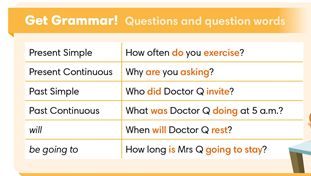 Get Grammar! Questions and question words
Present Simple How often do you exercise?
Present Continuous Why are you asking?
Past Simple Who did Doctor Q invite?
Past Continuous What was Doctor Q doing at 5 a.m.?
will When will Doctor Q rest?
be going to How long is Mrs Q going to stay?